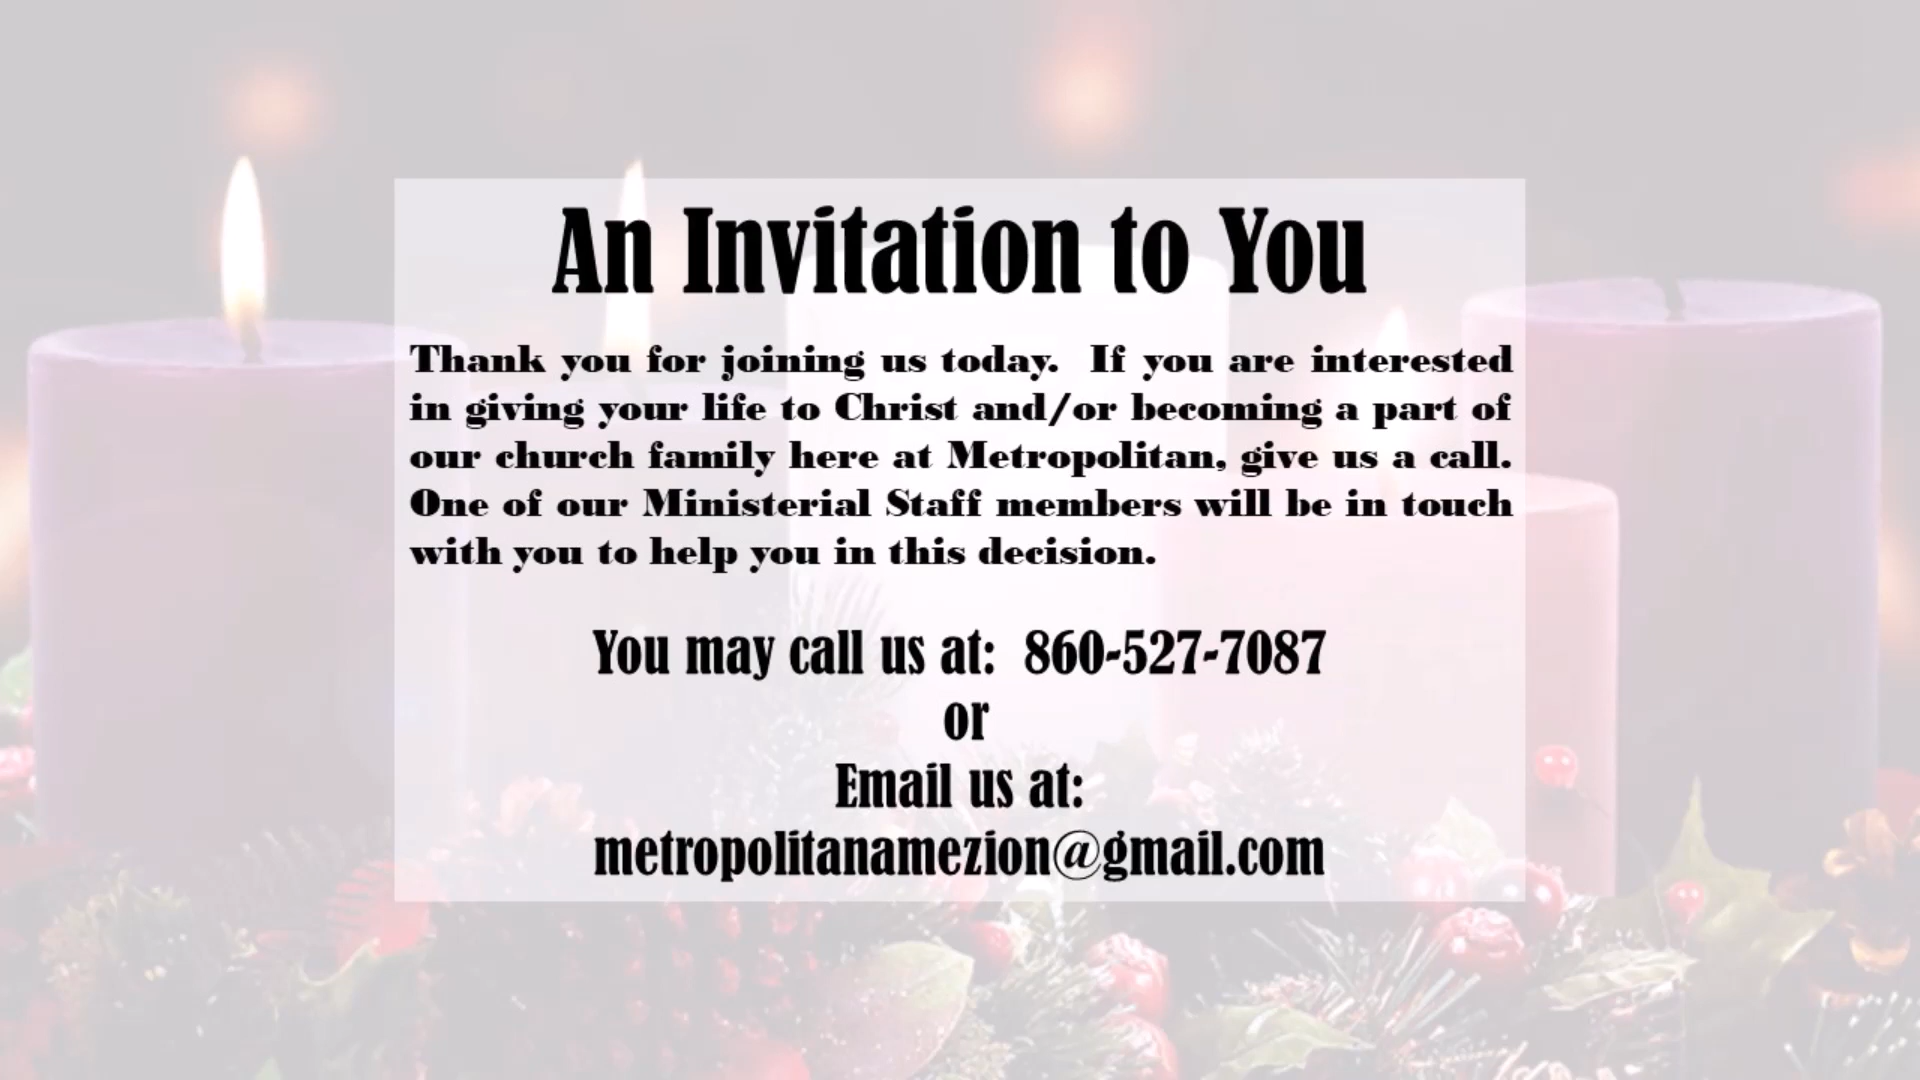 An Invitation to You
Thank you for joining us today.  If you are interested
in giving your life to Christ and/or becoming a part of
our church family here at Metropolitan, give us a call.
One of our Ministerial Staff members will be in touch
with you to help you in this decision.
You may call us at:  860-527-7087
or
Email us at:
metropolitanamezion@gmail.com